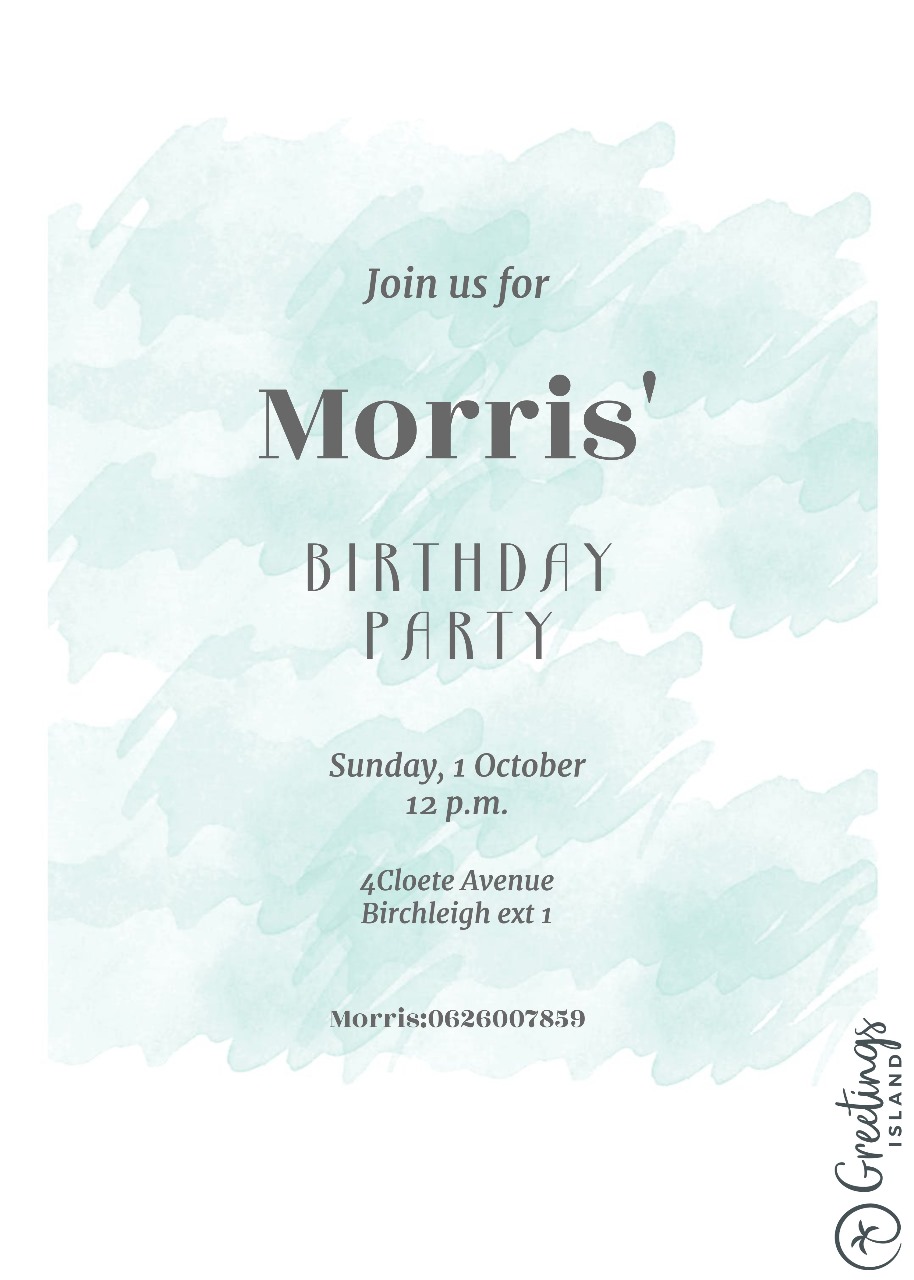 Join us for
Morris'
BIRTHDAY
PARTY
Sunday, 1 October
12 p.m.
4Cloete Avenue
Birchleigh ext 1
Morris:0626007859
Greetings
ISLAND